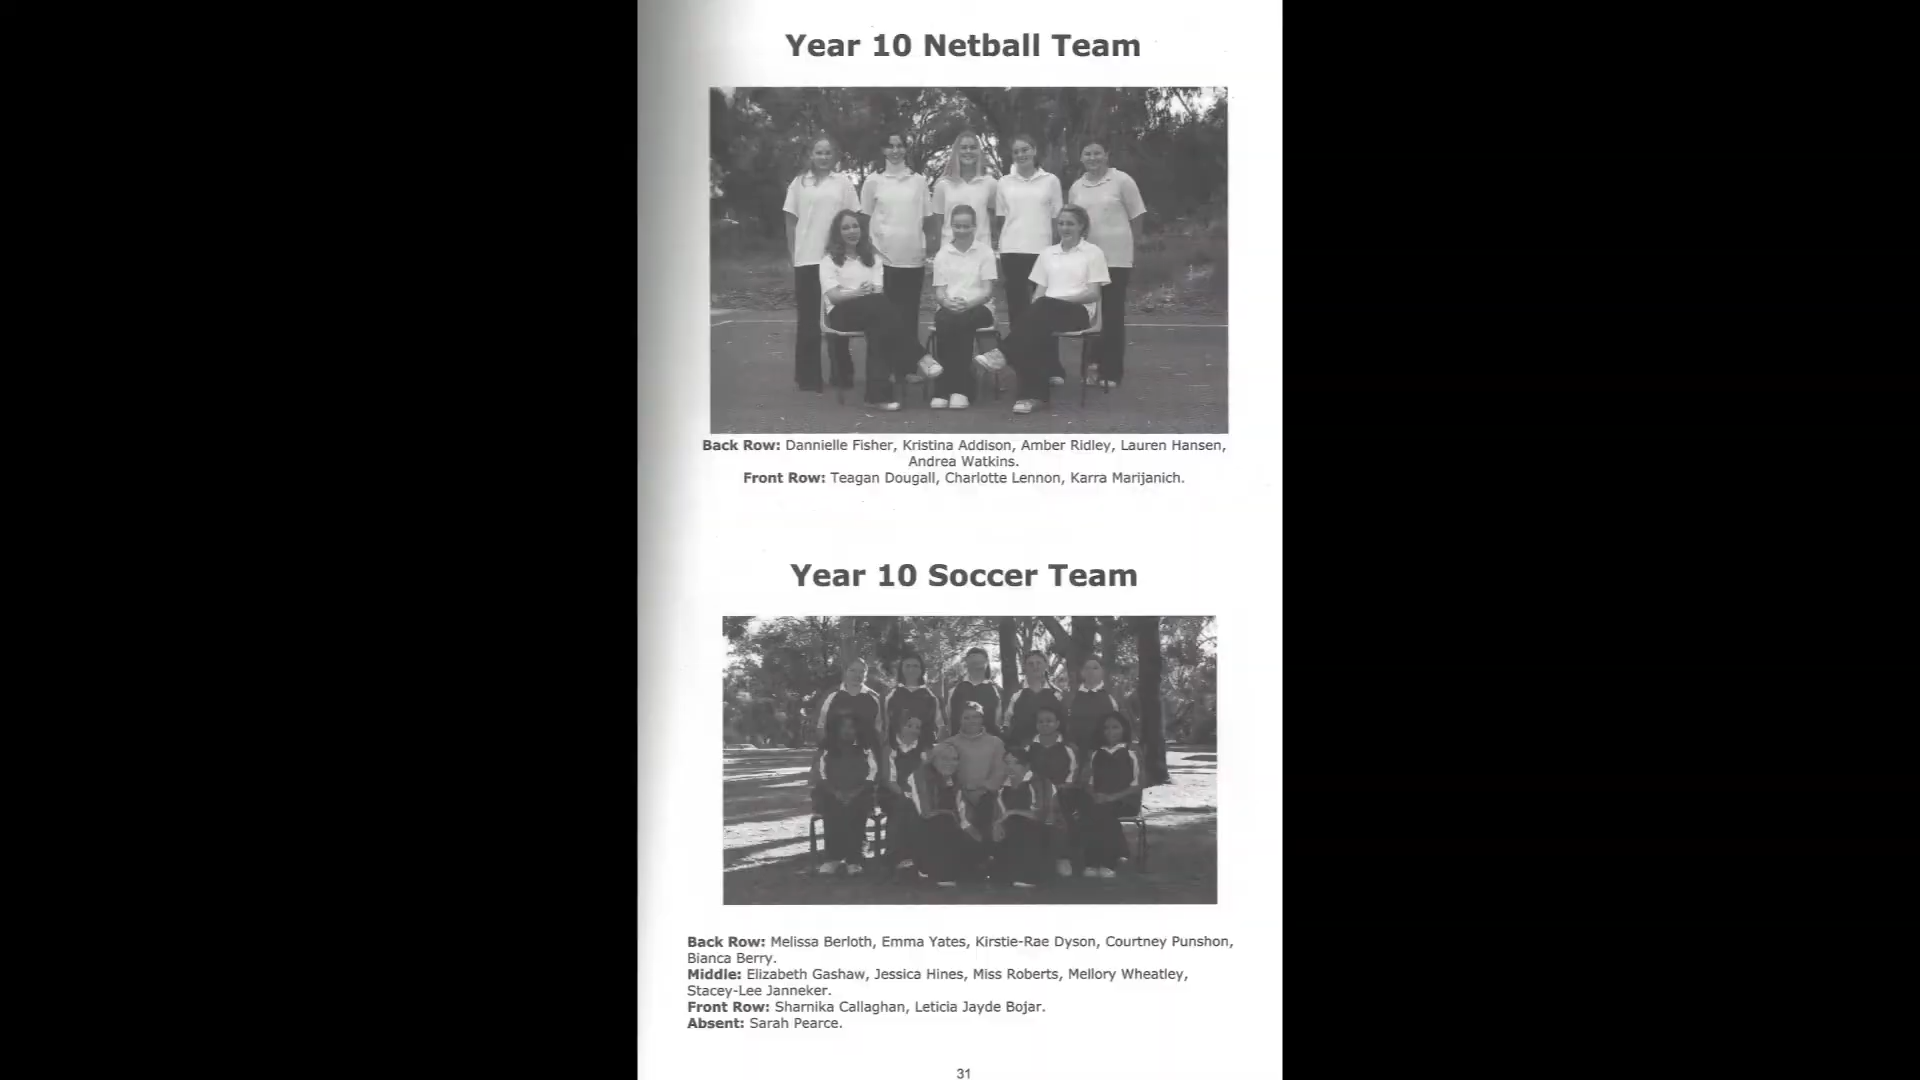 Year 10 Netball Team
Back Row: Dannielle Fisher, Kristina Addison, Amber Ridley, Lauren Hansen,
Andrea Watkins.
Front Row: Teagan Dougall, Charlotte Lennon, Karra Marijanich.
Year 10 Soccer Team
Back Row: Melissa Berloth, Emma Yates, Kirstie-Rae Dyson, Courtney Punshon,
Bianca Berry.
Middle: Elizabeth Gashaw, Jessica Hines, Miss Roberts, Mellory Wheatley,
Stacey-Lee Janneker.
Front Row: Sharnika Callaghan, Leticia Jayde Bojar.
Absent: Sarah Pearce.
31